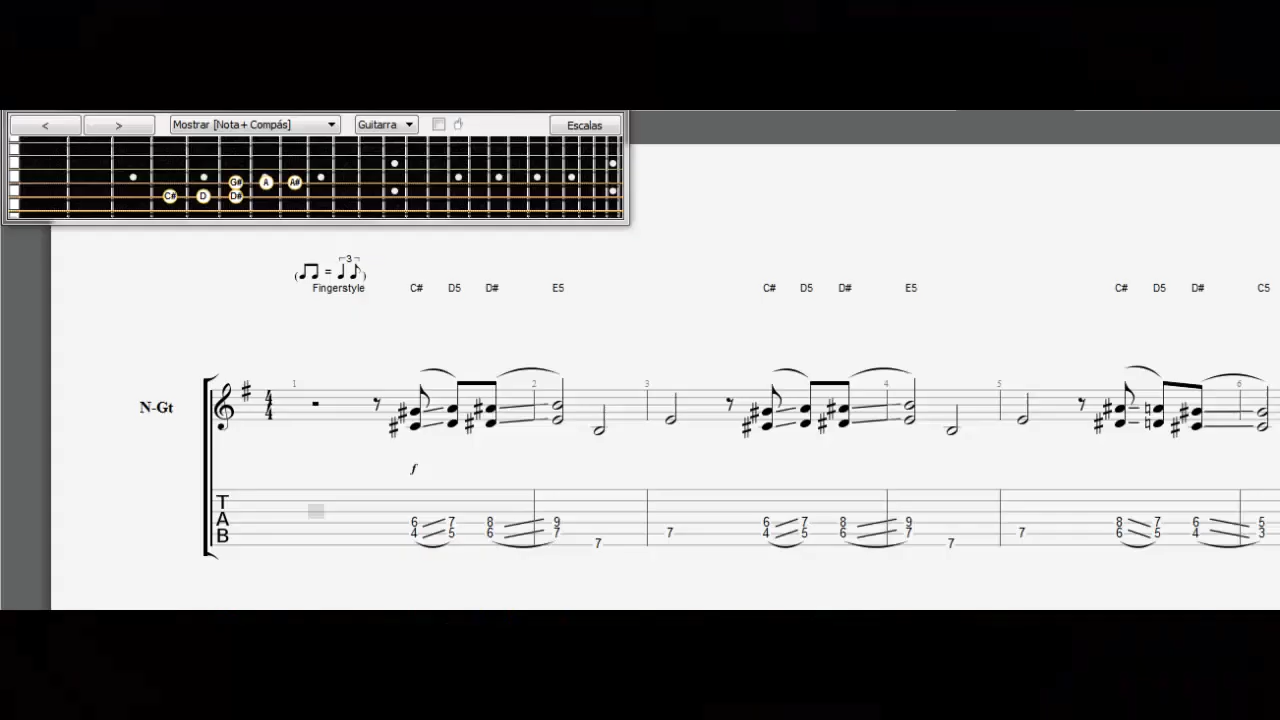 < > Mostrar [Nota+Compás] Guitarra Escalas
G# A A#
C# D D#
3
( = )
Fingerstyle C# D5 D# E5 C# D5 D# E5 C# D5 D# C5
1 2 3 4 5 6
N-Gt 4 4
f
T A B
6 7 8 9 6 7 8 9 8 7 6 5
4 5 6 7 7 4 5 6 7 7 6 5 4 3
7 7